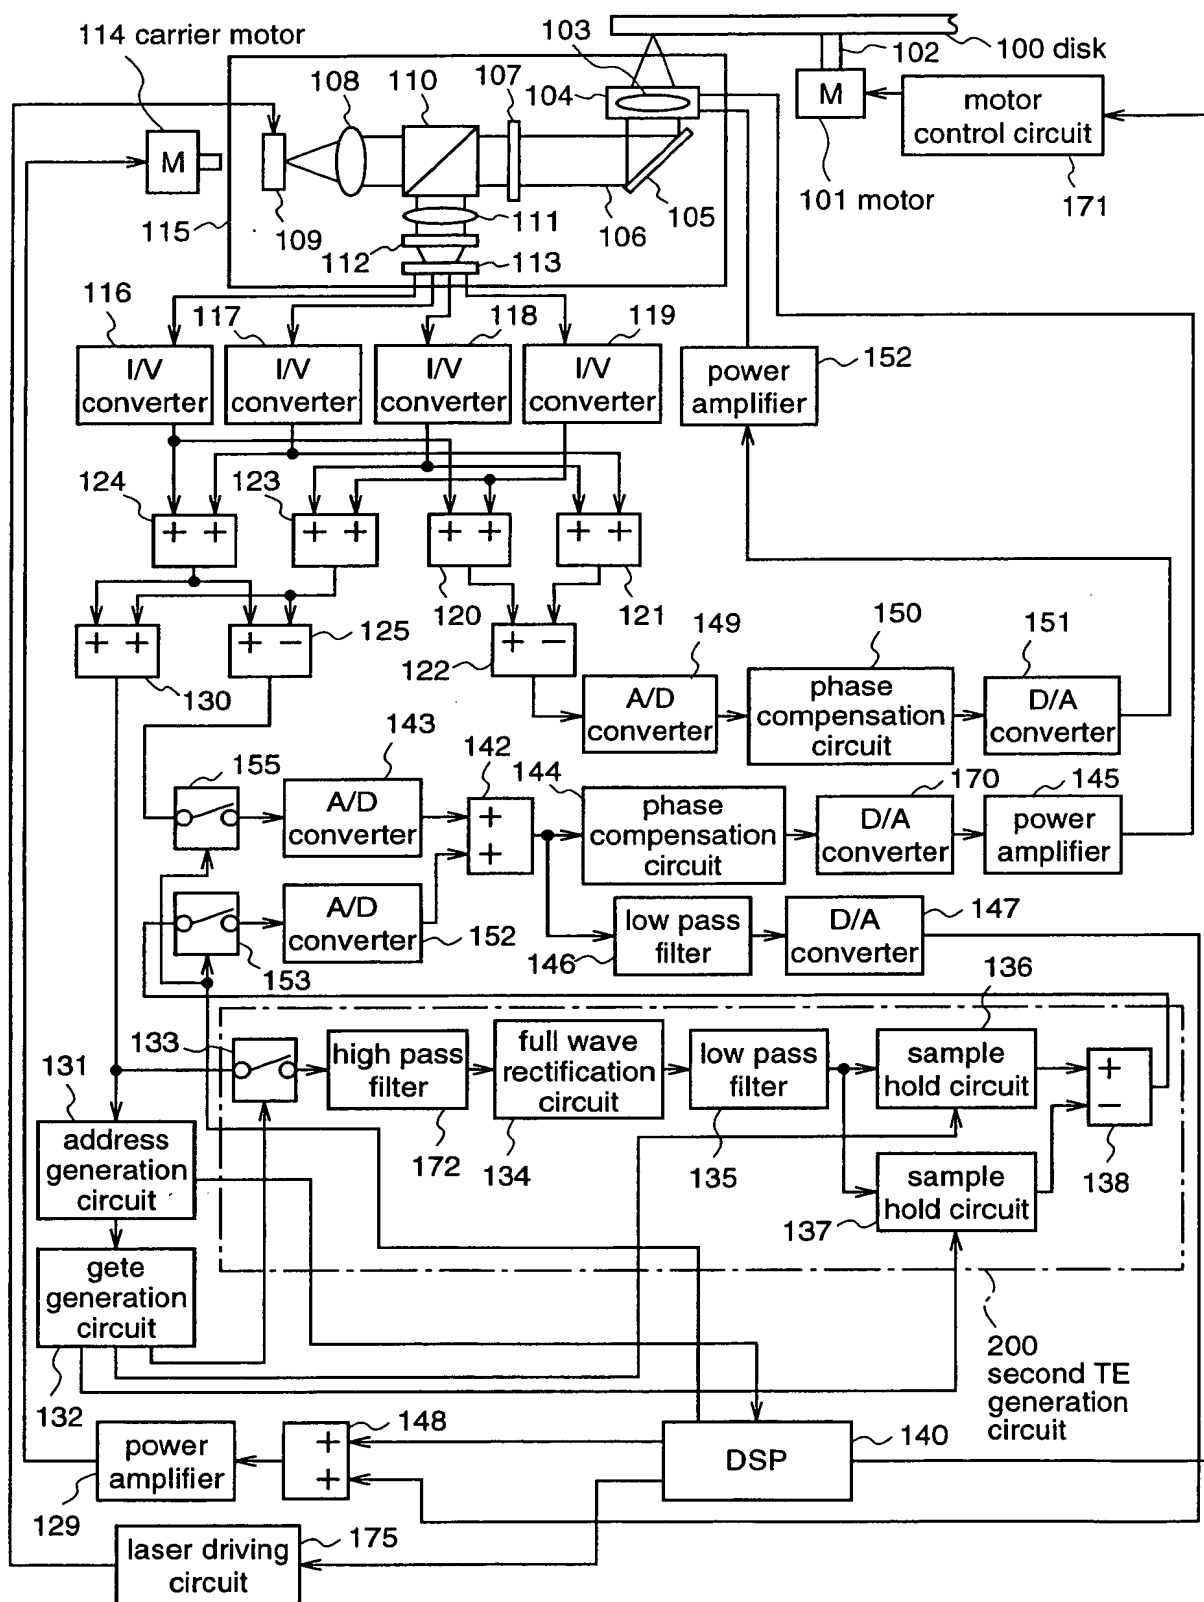 114 carrier motor
103
102
100 disk
108
110
107
104
M
motor
control circuit
M
109
111
105
106
101 motor
171
115
112
113
116
117
118
119
I/V
converter
I/V
converter
I/V
converter
I/V
converter
power
amplifier
152
124
123
+ +
+ +
+ +
+ +
120
121
+ +
+ −
125
+ −
122
149
150
151
130
A/D
converter
phase
compensation
circuit
D/A
converter
155
143
142
144
170
145
A/D
converter
+
+
phase
compensation
circuit
D/A
converter
power
amplifier
153
A/D
converter
152
low pass
filter
146
D/A
converter
147
136
133
131
high pass
filter
full wave
rectification
circuit
low pass
filter
sample
hold circuit
+
−
address
generation
circuit
172
134
135
138
sample
hold circuit
137
gete
generation
circuit
132
200
second TE
generation
circuit
148
140
power
amplifier
+
+
DSP
129
175
laser driving
circuit